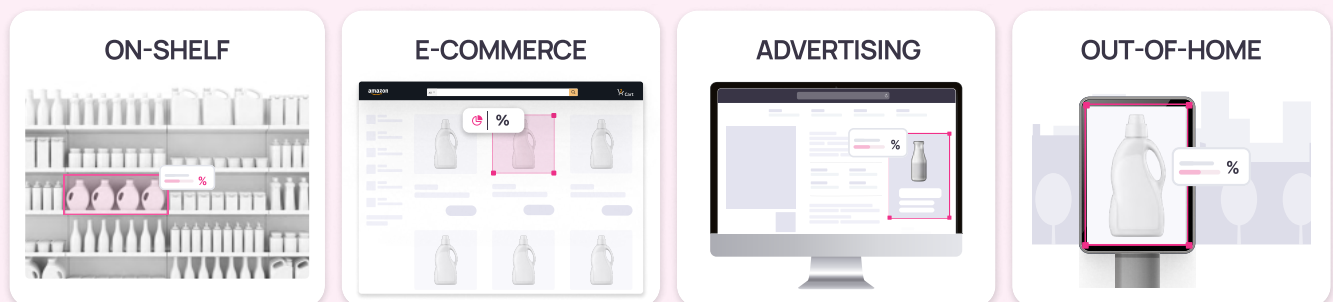 ON-SHELF
%
E-COMMERCE
amazon
Cart
%
ADVERTISING
%
OUT-OF-HOME
%